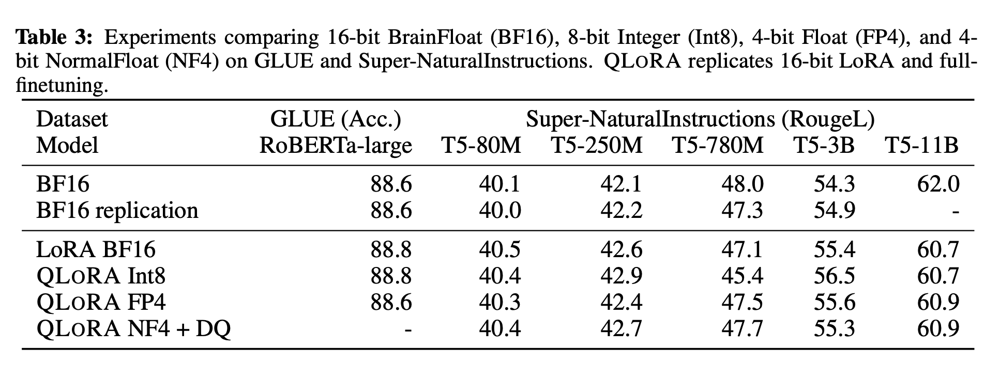 Table 3: Experiments comparing 16-bit BrainFloat (BF16), 8-bit Integer (Int8), 4-bit Float (FP4), and 4-
bit NormalFloat (NF4) on GLUE and Super-NaturalInstructions. QLORA replicates 16-bit LoRA and full-
finetuning.
Dataset GLUE (Acc.) Super-NaturalInstructions (RougeL)
Model RoBERTa-large T5-80M T5-250M T5-780M T5-3B T5-11B
BF16 88.6 40.1 42.1 48.0 54.3 62.0
BF16 replication 88.6 40.0 42.2 47.3 54.9 -
LoRA BF16 88.8 40.5 42.6 47.1 55.4 60.7
QLORA Int8 88.8 40.4 42.9 45.4 56.5 60.7
QLORA FP4 88.6 40.3 42.4 47.5 55.6 60.9
QLORA NF4 + DQ - 40.4 42.7 47.7 55.3 60.9